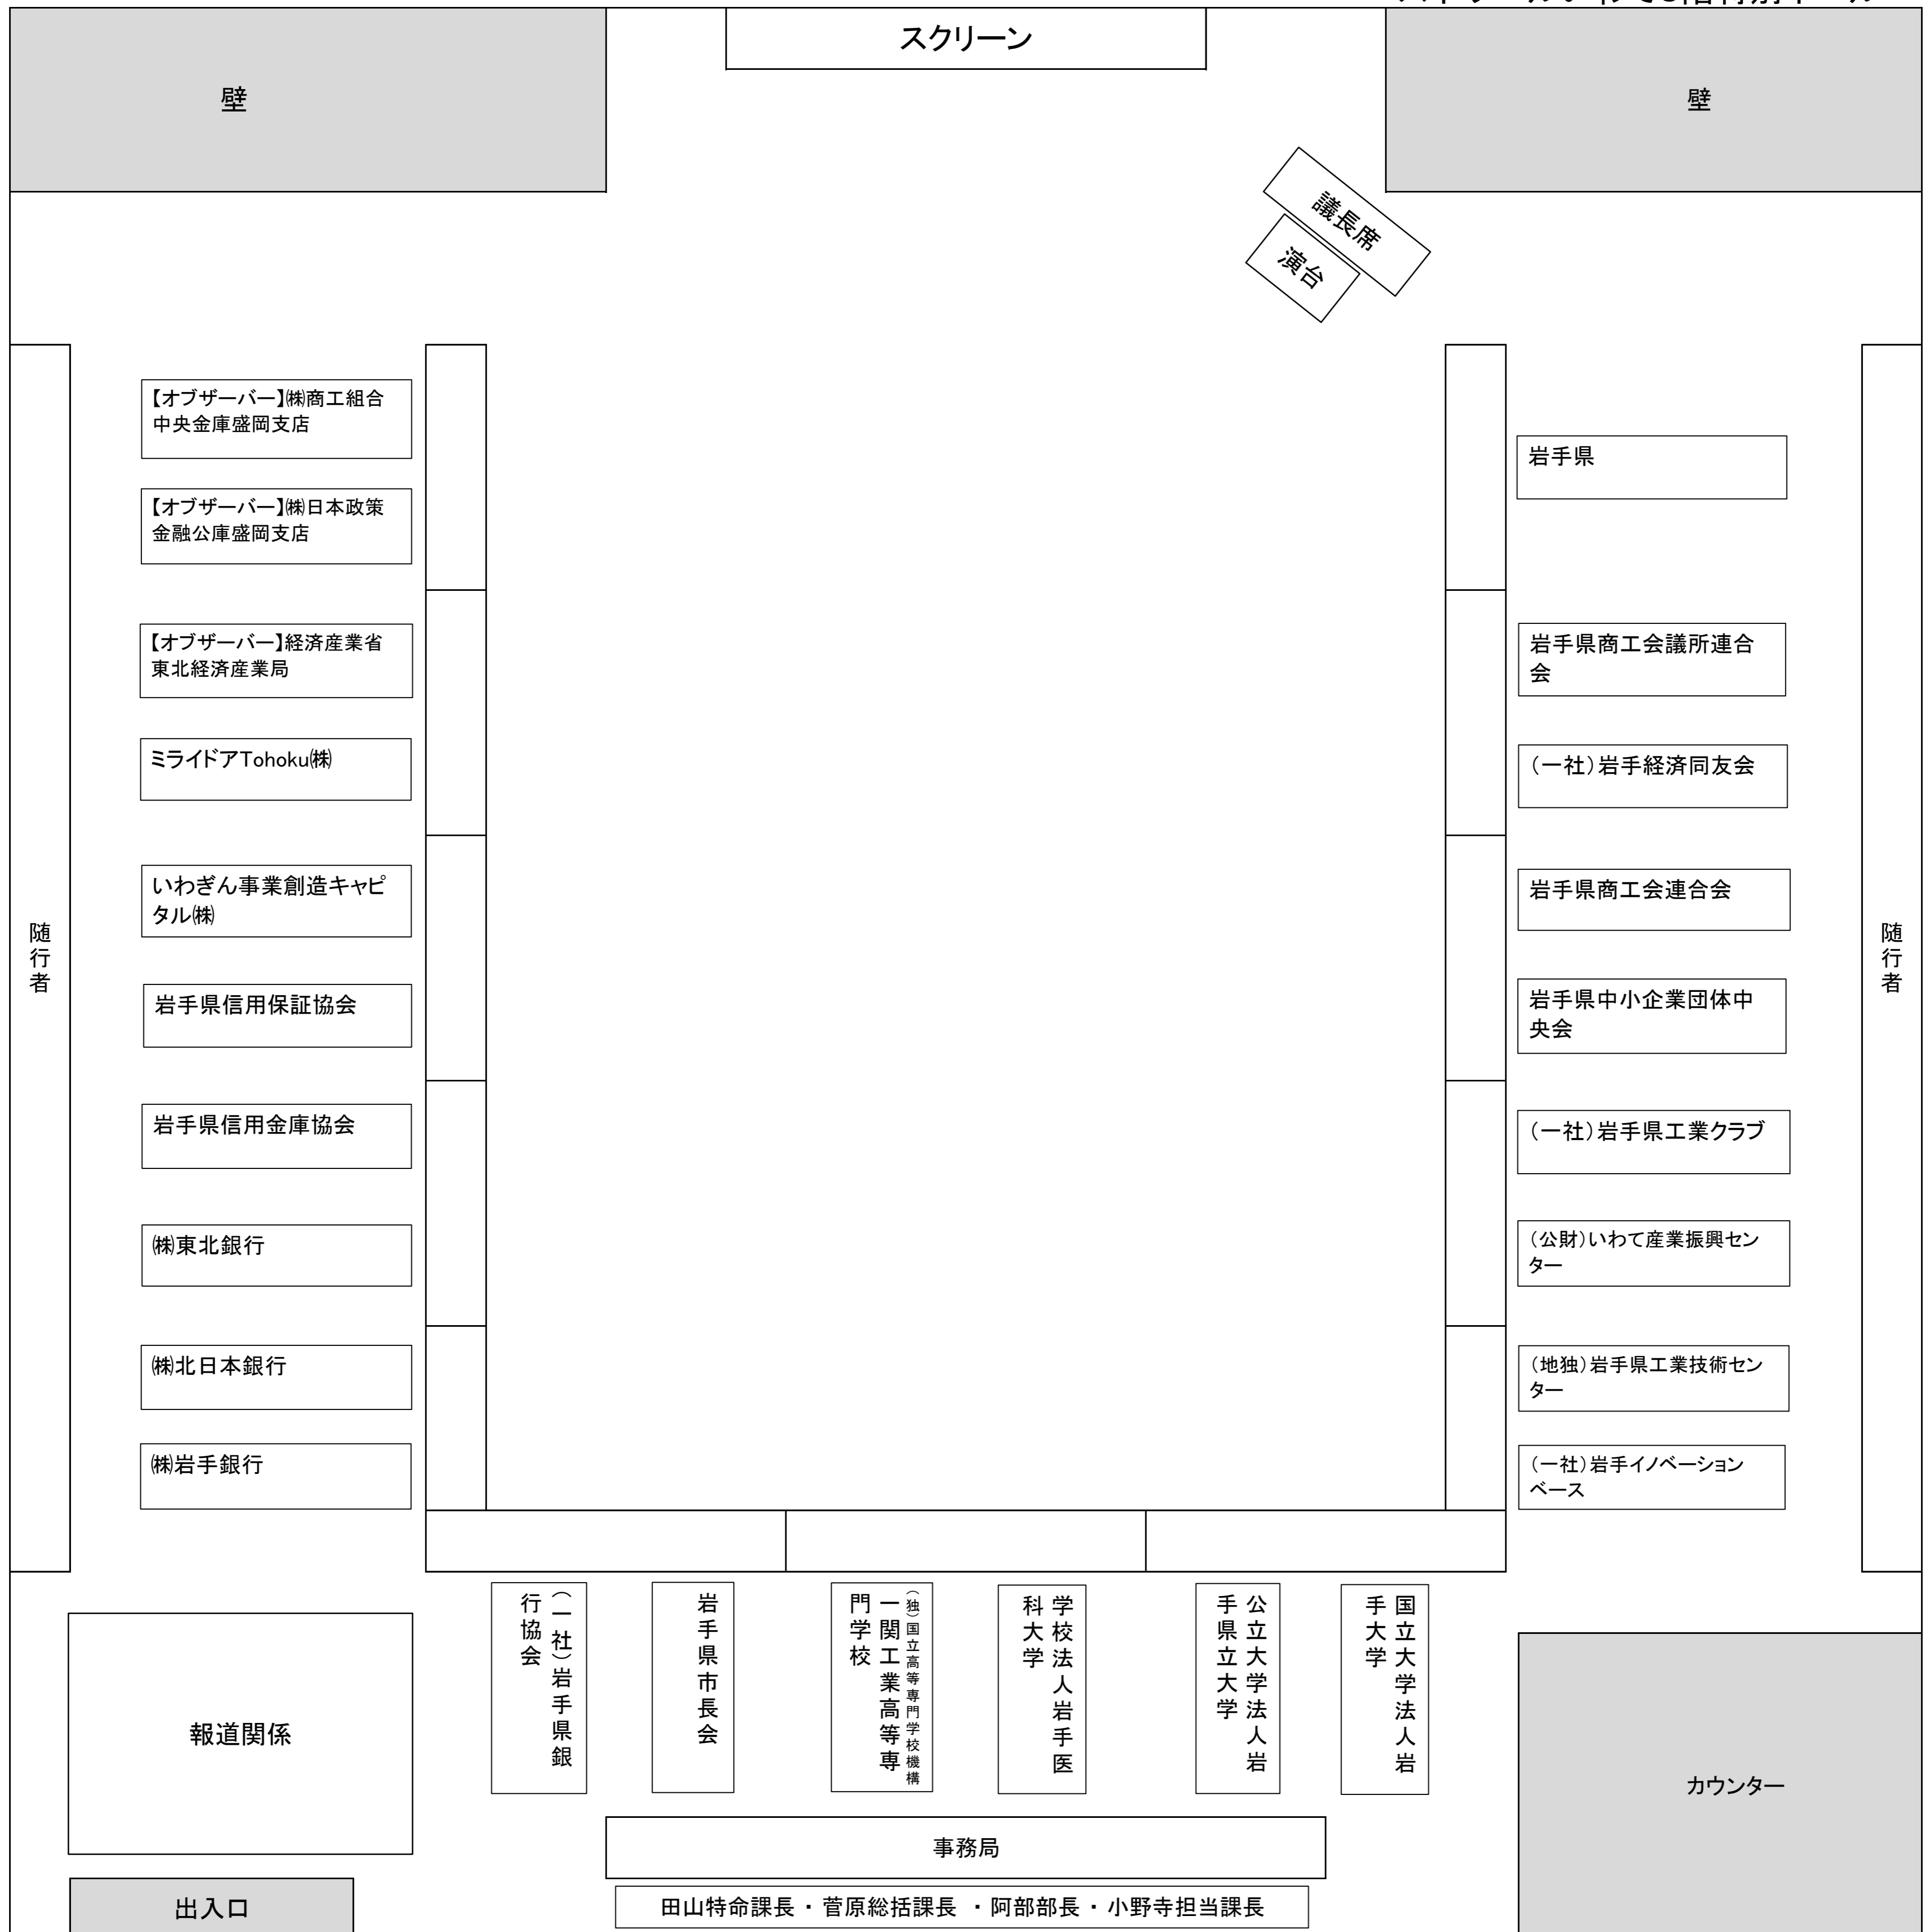 スクリーン
壁
壁
議長席
演台
【オブザーバー】㈱商工組合
中央金庫盛岡支店
【オブザーバー】㈱日本政策
金融公庫盛岡支店
【オブザーバー】経済産業省
東北経済産業局
ミライドアTohoku㈱
いわぎん事業創造キャピ
タル㈱
岩手県信用保証協会
岩手県信用金庫協会
㈱東北銀行
㈱北日本銀行
㈱岩手銀行
随行者
岩手県
岩手県商工会議所連合
会
（一社）岩手経済同友会
岩手県商工会連合会
岩手県中小企業団体中
央会
（一社）岩手県工業クラブ
（公財）いわて産業振興セン
ター
（地独）岩手県工業技術セン
ター
（一社）岩手イノベーション
ベース
随行者
（一社）岩手県銀
行協会
岩手県市長会
（独）国立高等専門学校機構
一関工業高等専
門学校
学校法人岩手医
科大学
公立大学法人岩
手県立大学
国立大学法人岩
手大学
報道関係
カウンター
事務局
出入口
田山特命課長・菅原総括課長 ・阿部部長・小野寺担当課長